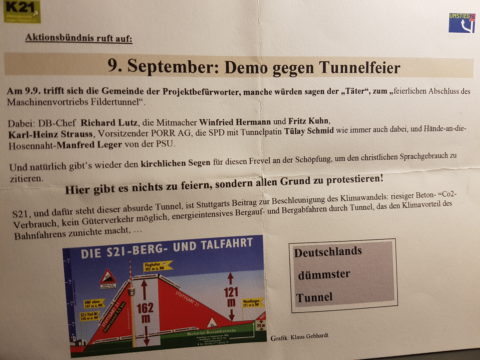 K21
UMSTIEG
Aktionsbündnis ruft auf:
9. September: Demo gegen Tunnelfeier
Am 9.9. trifft sich die Gemeinde der Projektbefürworter, manche würden sagen der „Täter“, zum „feierlichen Abschluss des
Maschinenvortriebs Fildertunnel“.
Dabei: DB-Chef Richard Lutz, die Mitmacher Winfried Hermann und Fritz Kuhn,
Karl-Heinz Strauss, Vorsitzender PORR AG, die SPD mit Tunnelpatin Tülay Schmid wie immer auch dabei, und Hände-an-die-
Hosennaht-Manfred Leger von der PSU.
Und natürlich gibt‘s wieder den kirchlichen Segen für diesen Frevel an der Schöpfung, um den christlichen Sprachgebrauch zu
zitieren.
Hier gibt es nichts zu feiern, sondern allen Grund zu protestieren!
S21, und dafür steht dieser absurde Tunnel, ist Stuttgarts Beitrag zur Beschleunigung des Klimawandels: riesiger Beton- =Co2-
Verbrauch, kein Güterverkehr möglich, energieintensives Bergauf- und Bergabfahren durch Tunnel, das den Klimavorteil des
Bahnfahrens zunichte macht, …
DIE S21-BERG- UND TALFAHRT
Flughafen
162 m
121 m
Deutschlands
dümmster
Tunnel
Grafik: Klaus Gebhardt